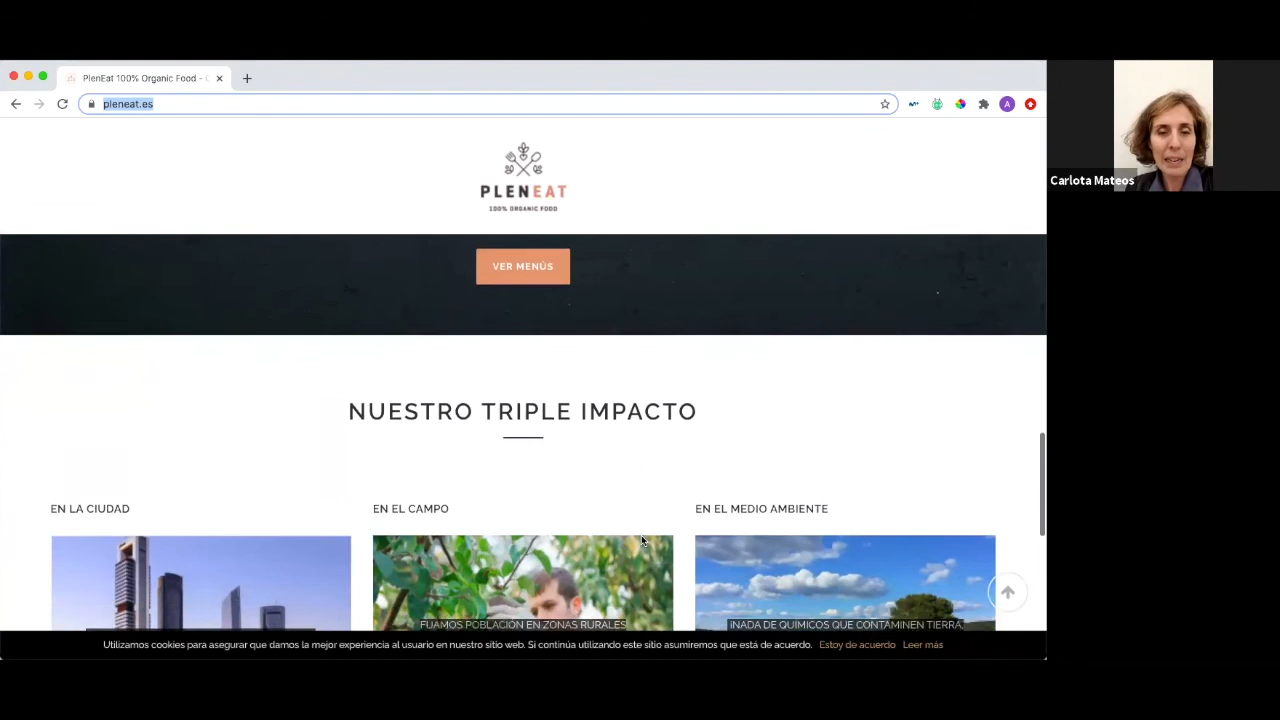 PlenEat 100% Organic Food -
pleneat.es
A
PLENEAT
100% ORGANIC FOOD
VER MENÚS
NUESTRO TRIPLE IMPACTO
EN LA CIUDAD
EN EL CAMPO
EN EL MEDIO AMBIENTE
FIJAMOS POBLACIÓN EN ZONAS RURALES
INADA DE QUIMICOS QUE CONTAMINEN TIERRA,
Utilizamos cookies para asegurar que damos la mejor experiencia al usuario en nuestro sitio web. Si continúa utilizando este sitio asumiremos que está de acuerdo. Estoy de acuerdo Leer más
Carlota Mateos